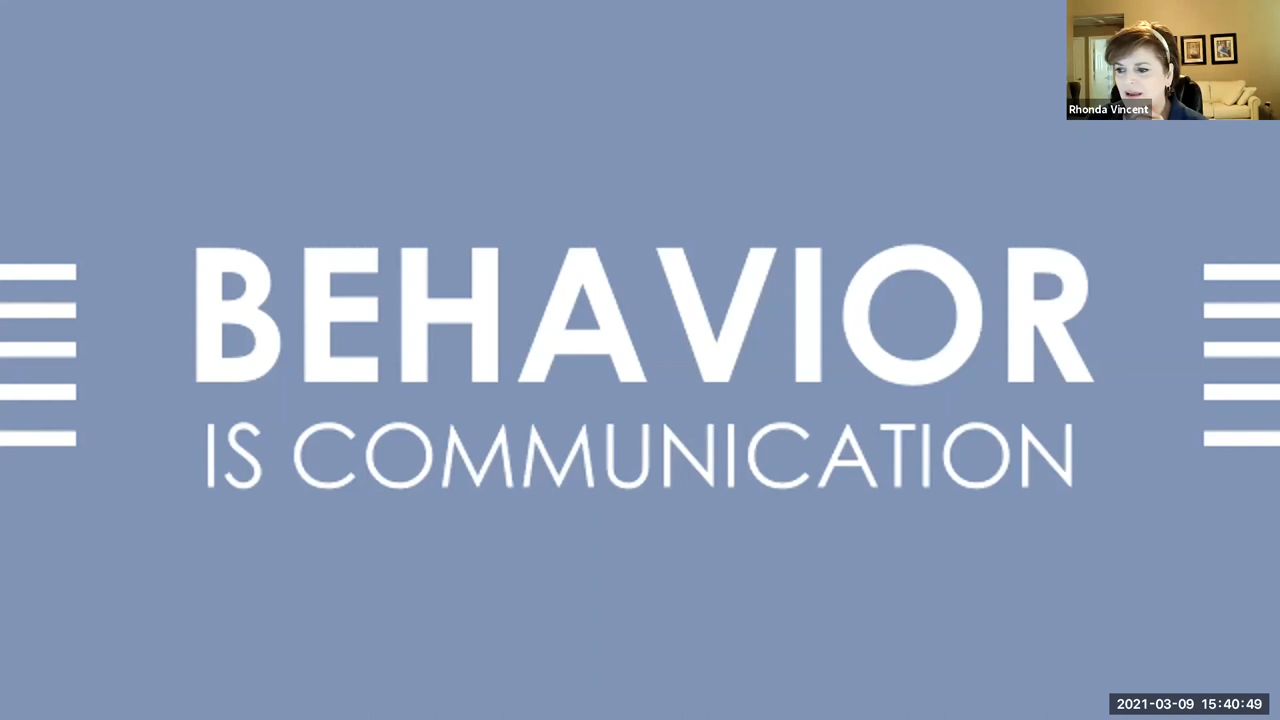 Rhonda Vincent
BEHAVIOR
IS COMMUNICATION
2021-03-09 15:40:49